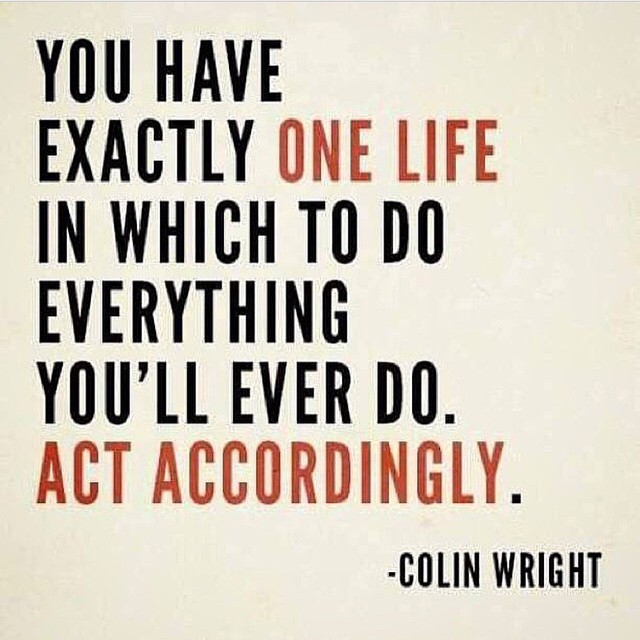 YOU HAVE
EXACTLY ONE LIFE
IN WHICH TO DO
EVERYTHING
YOU'LL EVER DO.
ACT ACCORDINGLY.
-COLIN WRIGHT